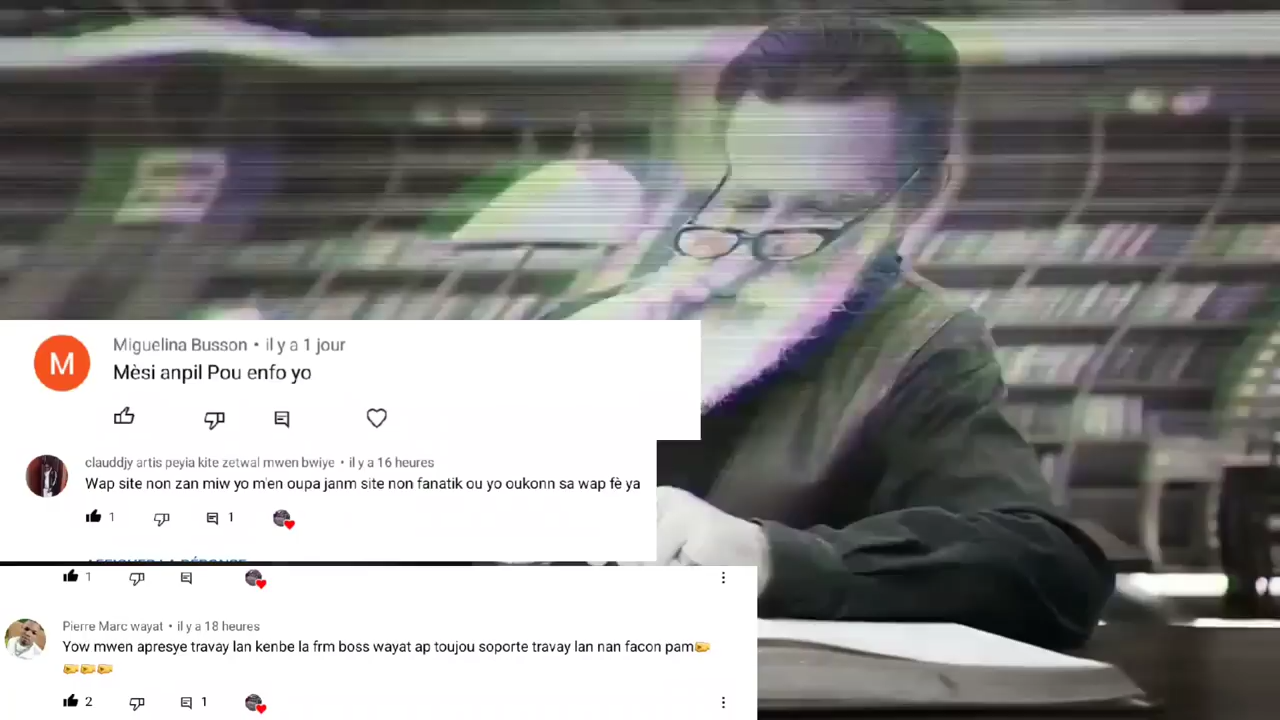 Miguelina Busson • il y a 1 jour
Mèsi anpil Pou enfo yo
M
clauddjy artis peyia kite zetwal mwen bwiye • il y a 16 heures
Wap site non zan miw yo m'en oupa janm site non fanatik ou yo oukonn sa wap fè ya
1
1
AFFICHER LA RÉPONSE
1
Pierre Marc wayat • il y a 18 heures
Yow mwen apresye travay lan kenbe la frm boss wayat ap toujou soporte travay lan nan facon pam🤛
🤛🤛🤛
2
1